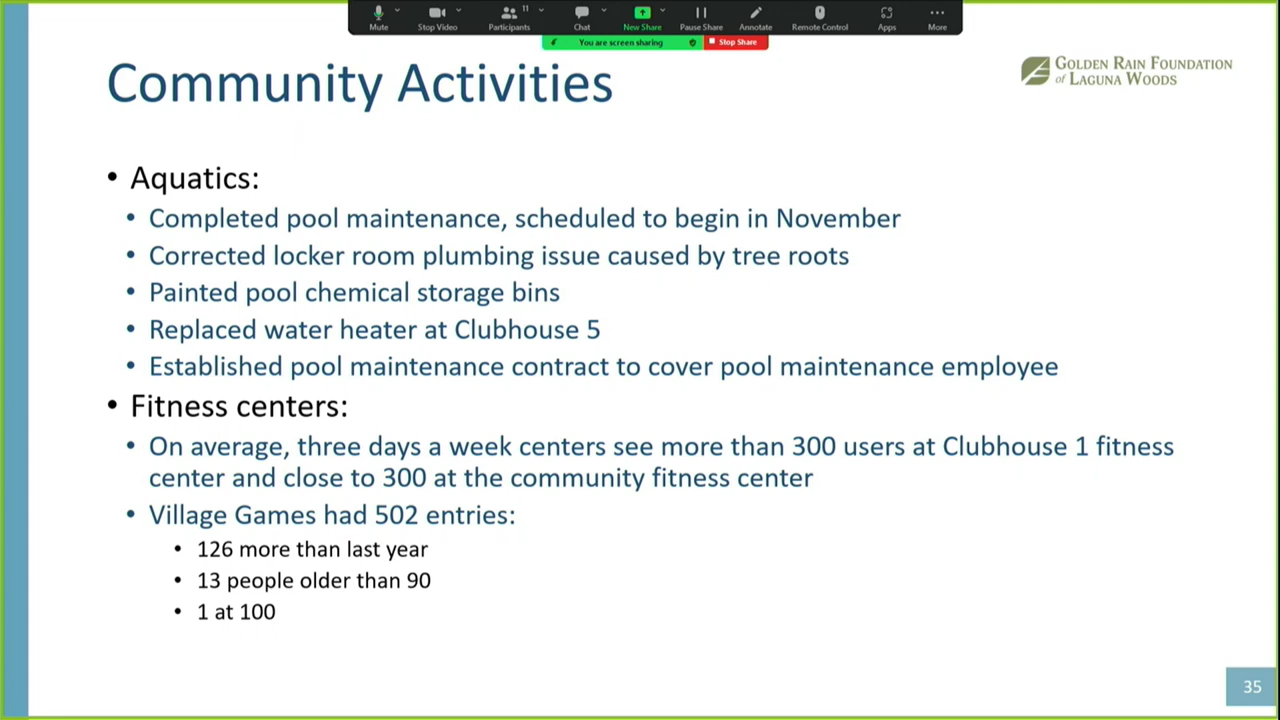 Mute
Stop Video
11
Participants
Chat
New Share
Pause Share
Annotate
Remote Control
Apps
More
You are screen sharing
Stop Share
Community Activities
GOLDEN RAIN FOUNDATION
of LAGUNA WOODS
• Aquatics:
• Completed pool maintenance, scheduled to begin in November
• Corrected locker room plumbing issue caused by tree roots
• Painted pool chemical storage bins
• Replaced water heater at Clubhouse 5
• Established pool maintenance contract to cover pool maintenance employee
• Fitness centers:
• On average, three days a week centers see more than 300 users at Clubhouse 1 fitness
center and close to 300 at the community fitness center
• Village Games had 502 entries:
• 126 more than last year
• 13 people older than 90
• 1 at 100
35